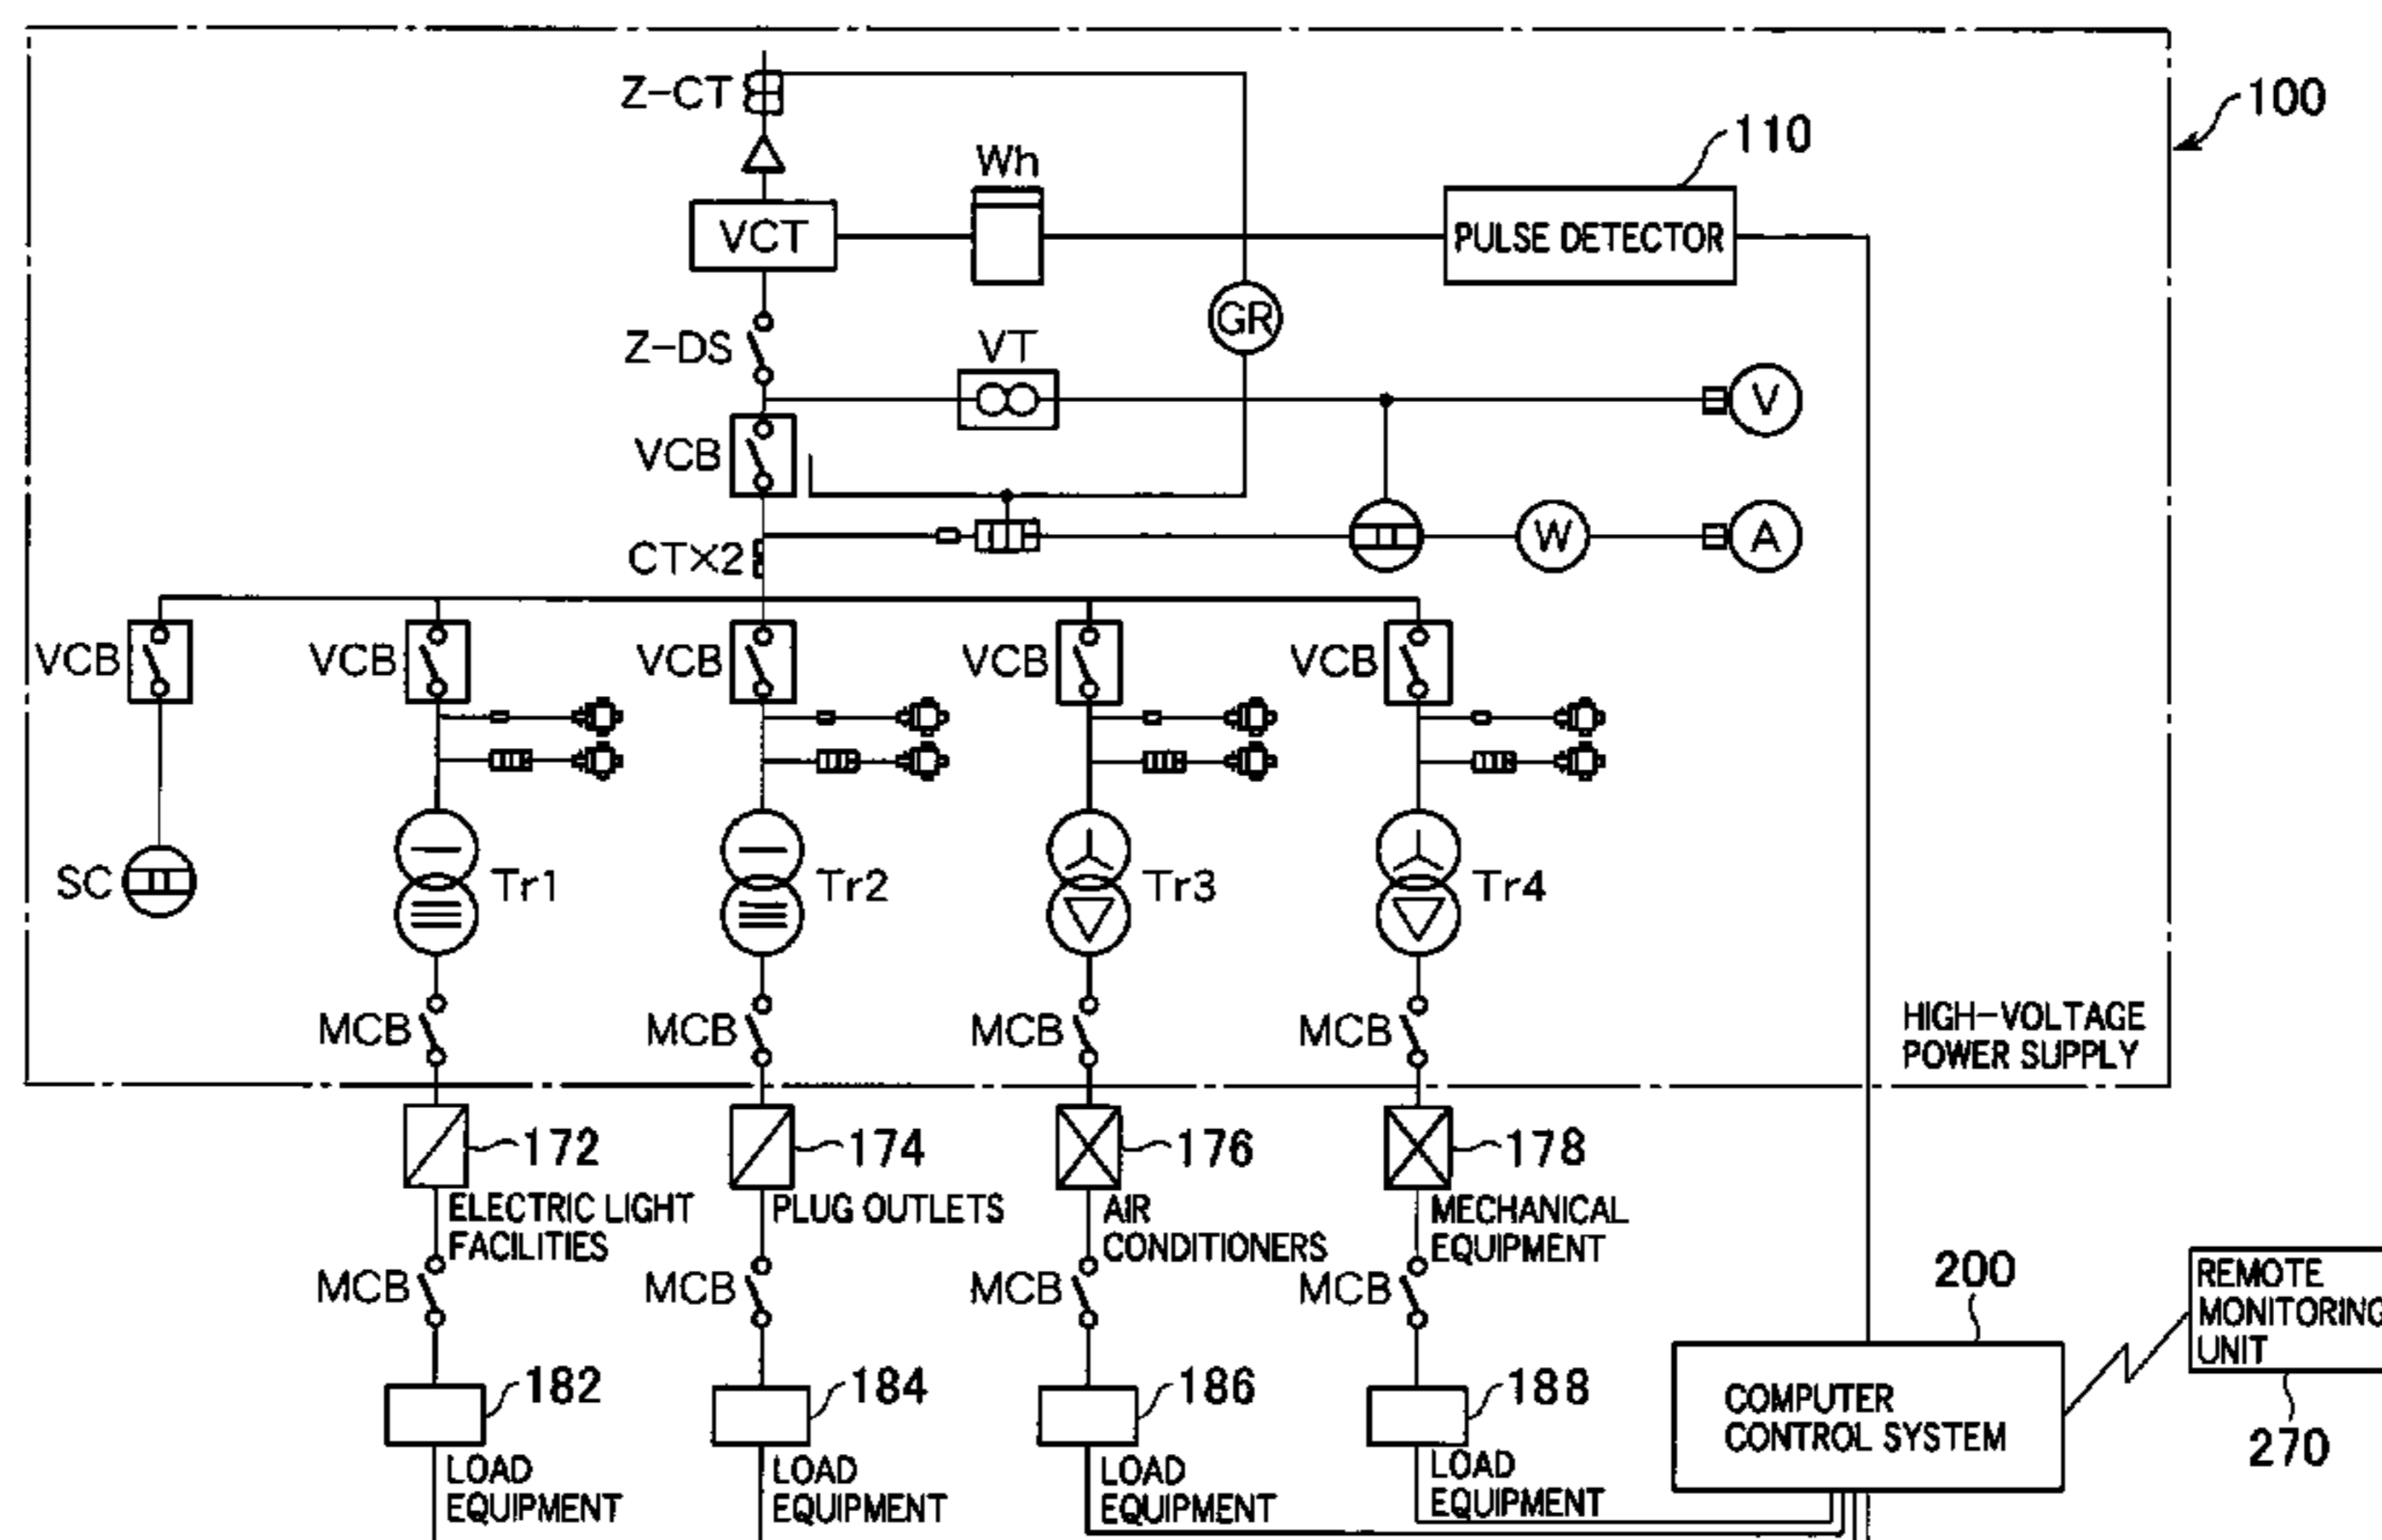 Z-CT
100
110
Wh
VCT
PULSE DETECTOR
GR
Z-DS
VT
V
VCB
CTX2
W
A
VCB
VCB
VCB
VCB
VCB
SC
Tr1
Tr2
Tr3
Tr4
MCB
MCB
MCB
MCB
HIGH-VOLTAGE
POWER SUPPLY
172
174
176
178
ELECTRIC LIGHT
FACILITIES
PLUG OUTLETS
AIR
CONDITIONERS
MECHANICAL
EQUIPMENT
MCB
MCB
MCB
MCB
200
REMOTE
MONITORING
UNIT
270
182
184
186
188
COMPUTER
CONTROL SYSTEM
LOAD
EQUIPMENT
LOAD
EQUIPMENT
LOAD
EQUIPMENT
LOAD
EQUIPMENT